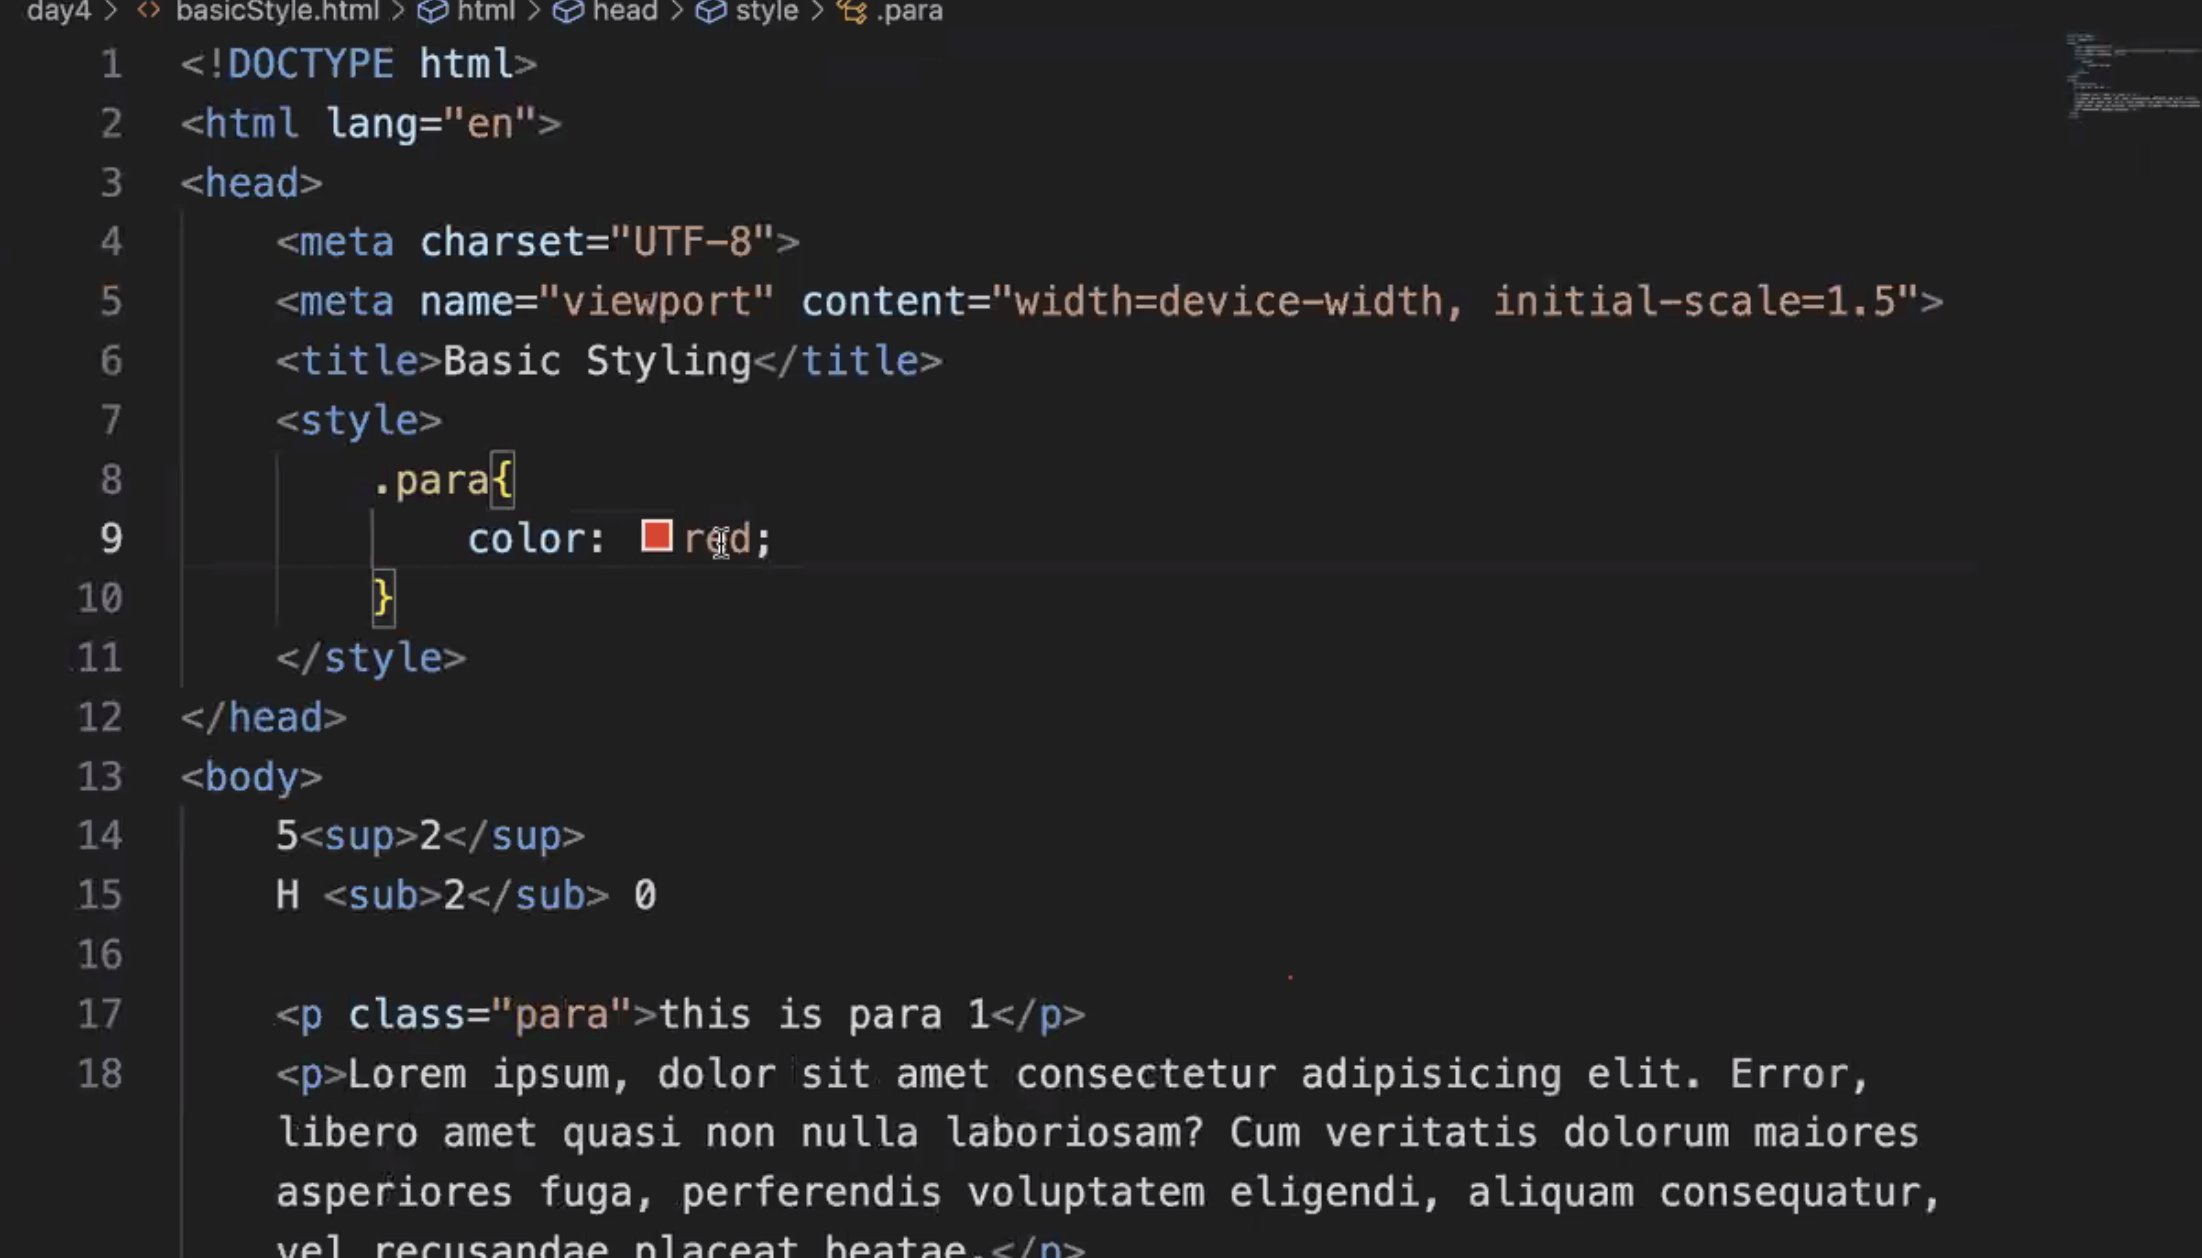 day4 > <> basicStyle.html > html > head > style > .para
1 <!DOCTYPE html>
2 <html lang="en">
3 <head>
4 <meta charset="UTF-8">
5 <meta name="viewport" content="width=device-width, initial-scale=1.5">
6 <title>Basic Styling</title>
7 <style>
8 .para{
9 color: red;
10 }
11 </style>
12 </head>
13 <body>
14 5<sup>2</sup>
15 H <sub>2</sub> 0
16
17 <p class="para">this is para 1</p>
18 <p>Lorem ipsum, dolor sit amet consectetur adipisicing elit. Error,
libero amet quasi non nulla laboriosam? Cum veritatis dolorum maiores
asperiores fuga, perferendis voluptatem eligendi, aliquam consequatur,
vel recusandae placeat beatae.</p>